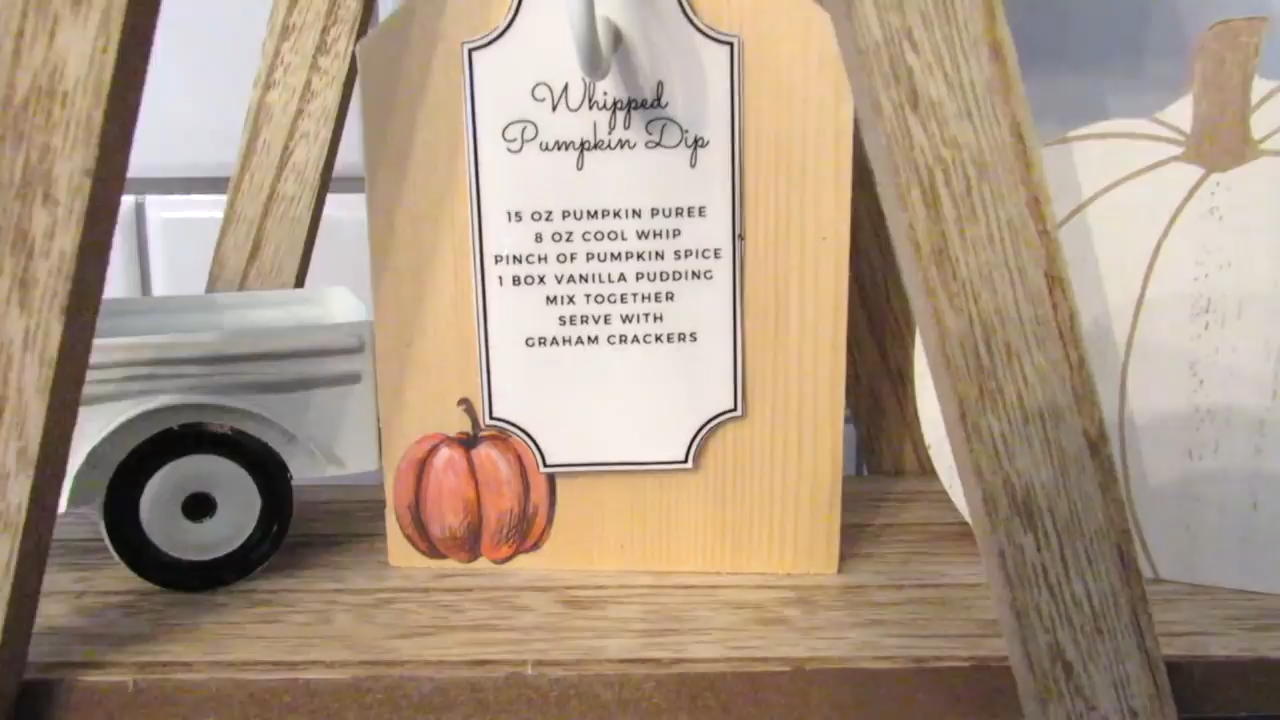 Whipped
Pumpkin Dip
15 OZ PUMPKIN PUREE
8 OZ COOL WHIP
PINCH OF PUMPKIN SPICE
1 BOX VANILLA PUDDING
MIX TOGETHER
SERVE WITH
GRAHAM CRACKERS